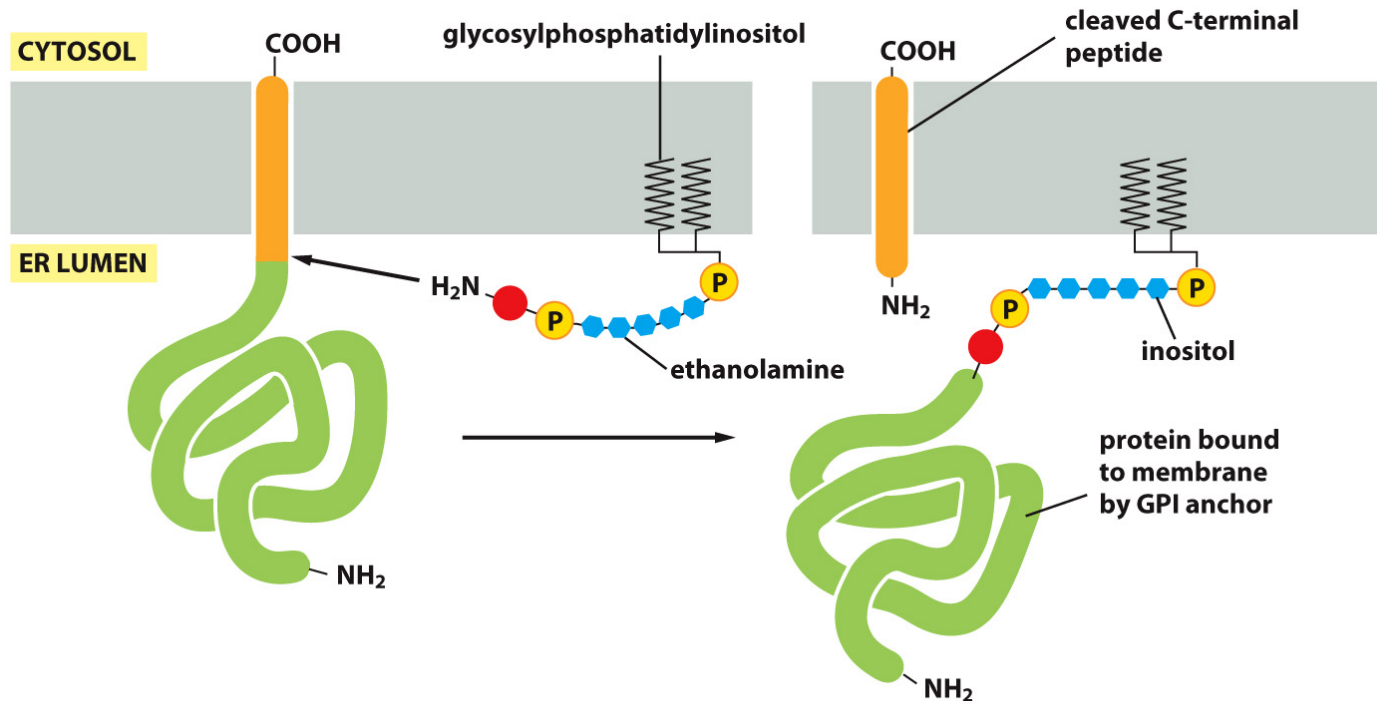 CYTOSOL
COOH
glycosylphosphatidylinositol
ER LUMEN
H₂N
P
P
ethanolamine
NH₂
cleaved C-terminal
peptide
COOH
NH₂
P
P
inositol
protein bound
to membrane
by GPI anchor
NH₂